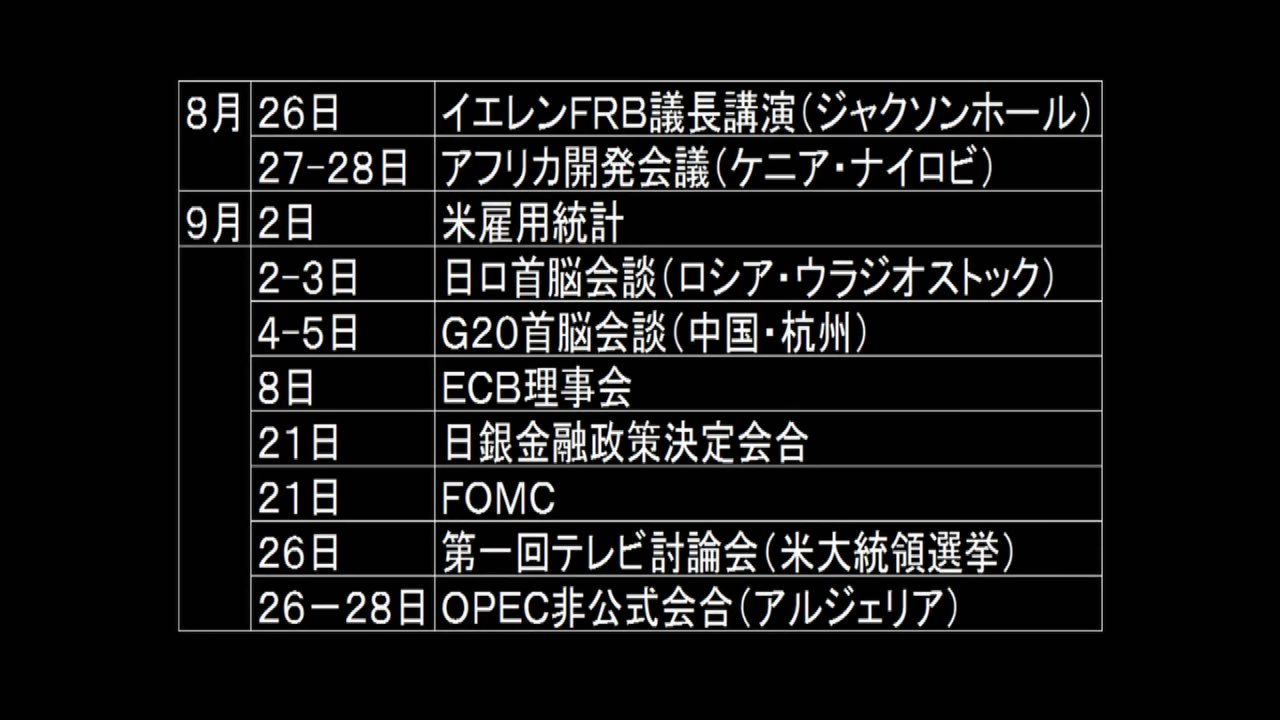 8月 26日 イエレンFRB議長講演(ジャクソンホール)
27-28日 アフリカ開発会議(ケニア・ナイロビ)
9月 2日 米雇用統計
2-3日 日ロ首脳会談(ロシア・ウラジオストック)
4-5日 G20首脳会談(中国・杭州)
8日 ECB理事会
21日 日銀金融政策決定会合
21日 FOMC
26日 第一回テレビ討論会(米大統領選挙)
26-28日 OPEC非公式会合(アルジェリア)